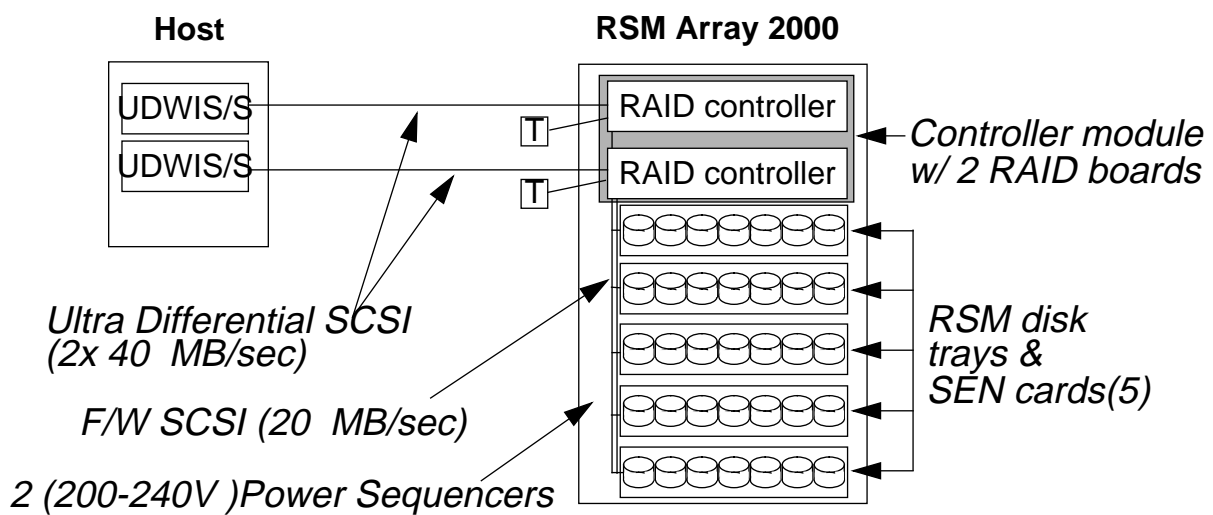 Host
RSM Array 2000
UDWIS/S
RAID controller
T
Controller module
w/ 2 RAID boards
UDWIS/S
RAID controller
T
Ultra Differential SCSI
(2x 40 MB/sec)
RSM disk
trays &
SEN cards(5)
F/W SCSI (20 MB/sec)
2 (200-240V )Power Sequencers